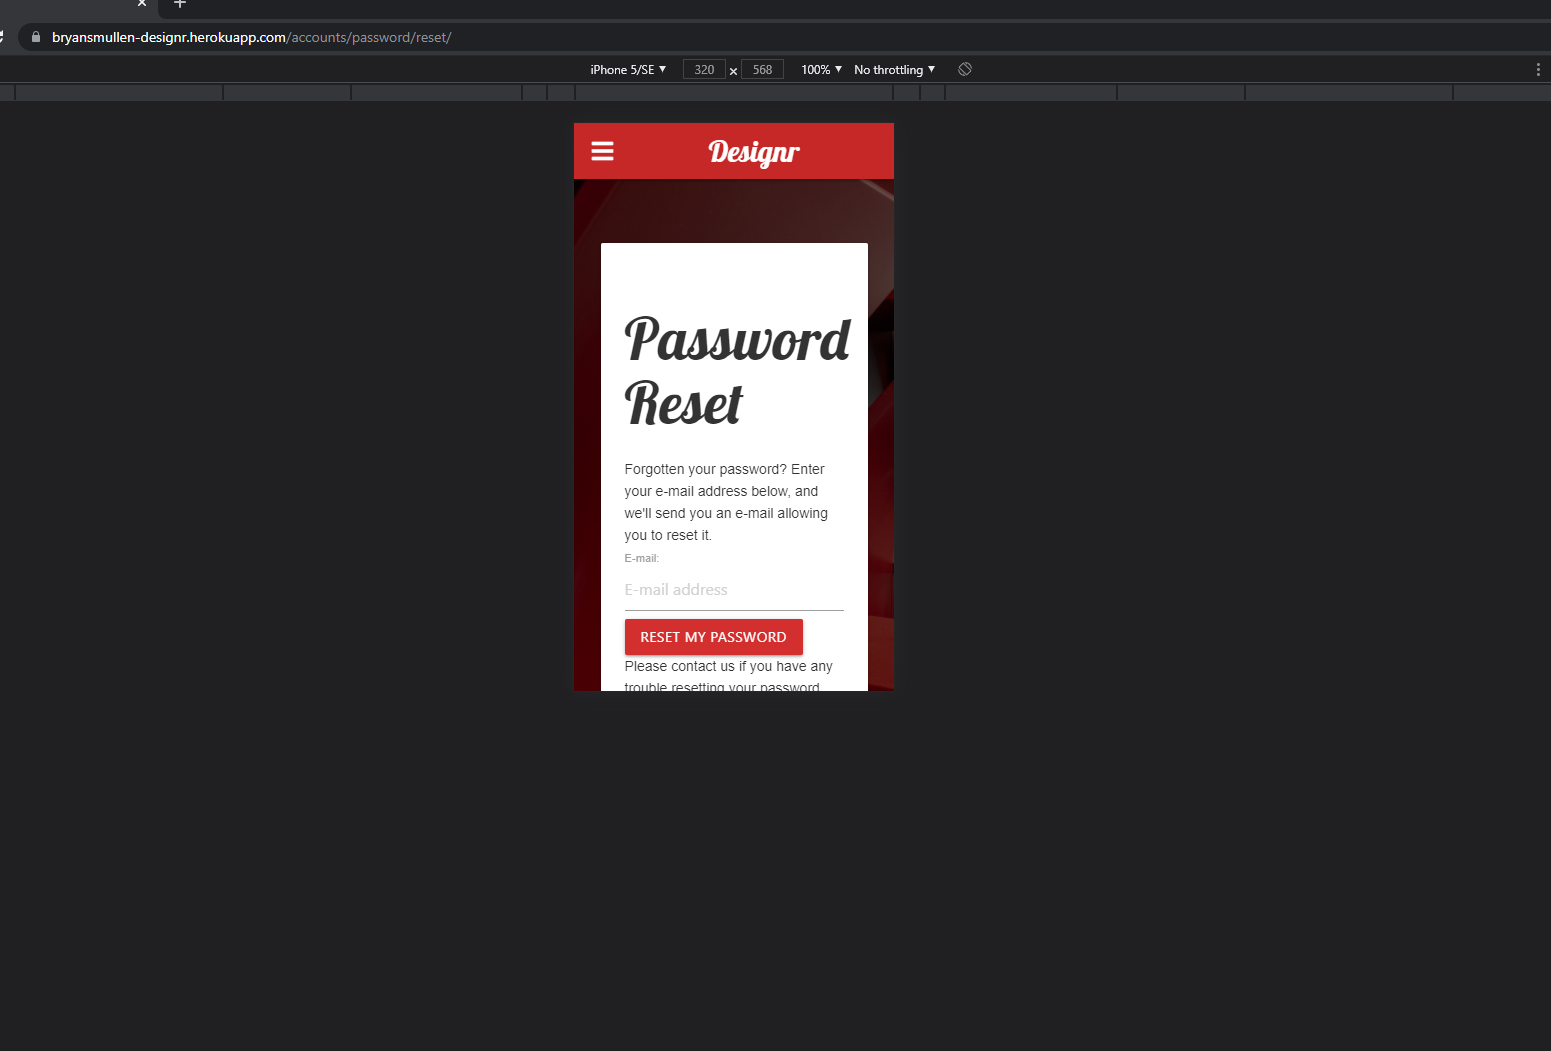 bryansmullen-designr.herokuapp.com/accounts/password/reset/
iPhone 5/SE ▼ 320 × 568 100% ▼ No throttling ▼
Designr
Password
Reset
Forgotten your password? Enter
your e-mail address below, and
we'll send you an e-mail allowing
you to reset it.
E-mail:
E-mail address
RESET MY PASSWORD
Please contact us if you have any
trouble resetting your password